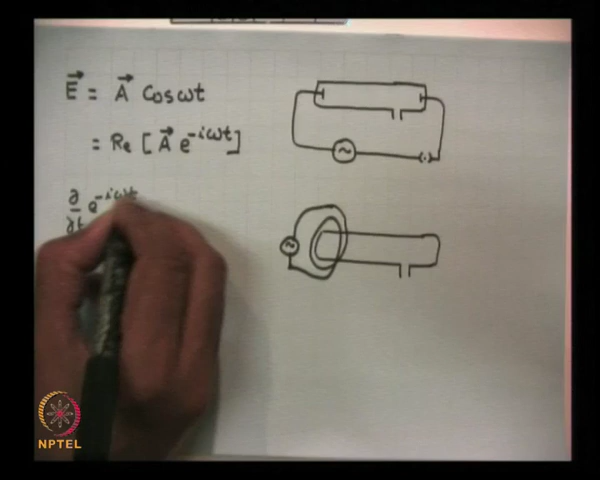 E⃗ = A⃗ Cos ωt
= Re [ A⃗ e^{-iωt} ]
∂/∂t e^{-iωt}
NPTEL